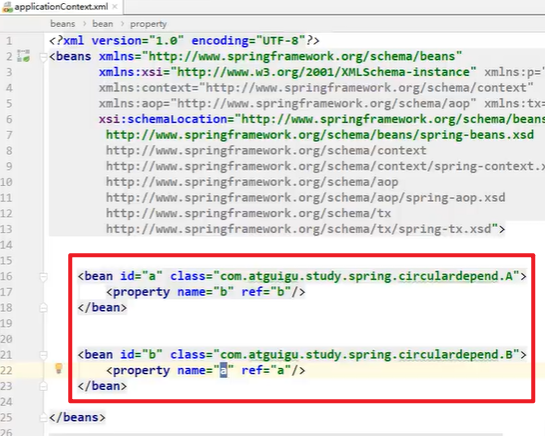 applicationContext.xml ×
beans › bean › property
1 <?xml version="1.0" encoding="UTF-8"?>
2 <beans xmlns="http://www.springframework.org/schema/beans"
3 xmlns:xsi="http://www.w3.org/2001/XMLSchema-instance" xmlns:p="
4 xmlns:context="http://www.springframework.org/schema/context"
5 xmlns:aop="http://www.springframework.org/schema/aop" xmlns:tx=
6 xsi:schemaLocation="http://www.springframework.org/schema/beans
7 http://www.springframework.org/schema/beans/spring-beans.xsd
8 http://www.springframework.org/schema/context
9 http://www.springframework.org/schema/context/spring-context.x
10 http://www.springframework.org/schema/aop
11 http://www.springframework.org/schema/aop/spring-aop.xsd
12 http://www.springframework.org/schema/tx
13 http://www.springframework.org/schema/tx/spring-tx.xsd">
14
15
16 <bean id="a" class="com.atguigu.study.spring.circulardepend.A">
17 <property name="b" ref="b"/>
18 </bean>
19
20
21 <bean id="b" class="com.atguigu.study.spring.circulardepend.B">
22 <property name="a" ref="a"/>
23 </bean>
24
25 </beans>